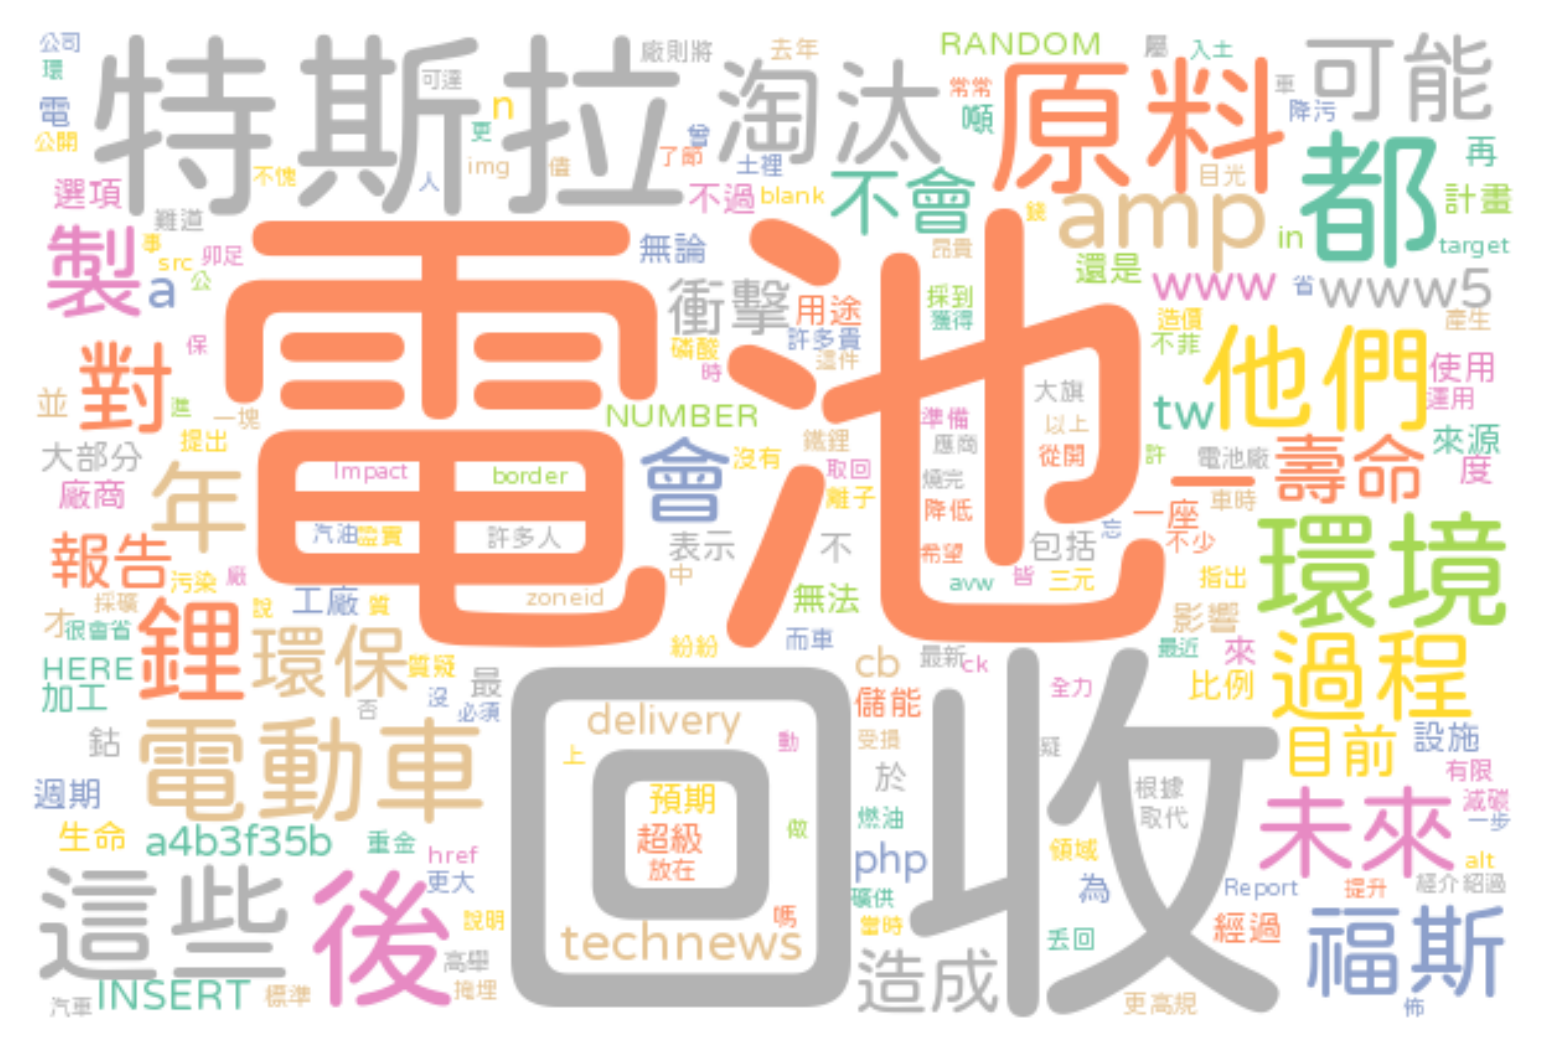 公司
廠則將
去年
RANDOM
屬
入土
可能
環
特斯拉
可達
淘汰
原料
常常
車
電
n
更
曾
噸
降污
公開
不愧
img
儘
了節
土裡
目光
都
再
選項
人
不過
blank
不會
amp
錢
計畫
難道
製
事
卯足
電池
無論
昂貴
in
target
src
公
a
還是
www
省
www5
衝擊
用途
採到
獲得
造價
產生
許多貴
對
保
磷酸
這件
時
不菲
他們
使用
大旗
運用
並
進
一塊
NUMBER
準備
以上
tw
提出
鐵鋰
應商
從開
許
來源
大部分
Impact
border
會
沒有
取回
燒完
電池廠
一
壽命
度
廠商
年
離子
降低
車時
一座
忘
汽油
許多人
表示
不
希望
包括
不少
環境
報告
污染
廠
中
avw
皆
三元
指出
採礦
說
工廠
質
zoneid
無法
影響
才
很會省
鋰
環保
紛紛
而車
最近
來
過程
HERE
質疑
最
cb
最新
ck
加工
否
沒
必須
回收
儲能
全力
比例
鈷
電動車
delivery
上
動
受損
疑
目前
設施
週期
預期
於
根據
有限
超級
做
取代
未來
減碳
一步
生命
a4b3f35b
重金
href
放在
燃油
php
領域
alt
更大
礦供
為
Report
提升
這些
後
說明
嗎
當時
丟回
經過
福斯
technews
造成
高舉
INSERT
標準
掩埋
汽車
更高規
佈